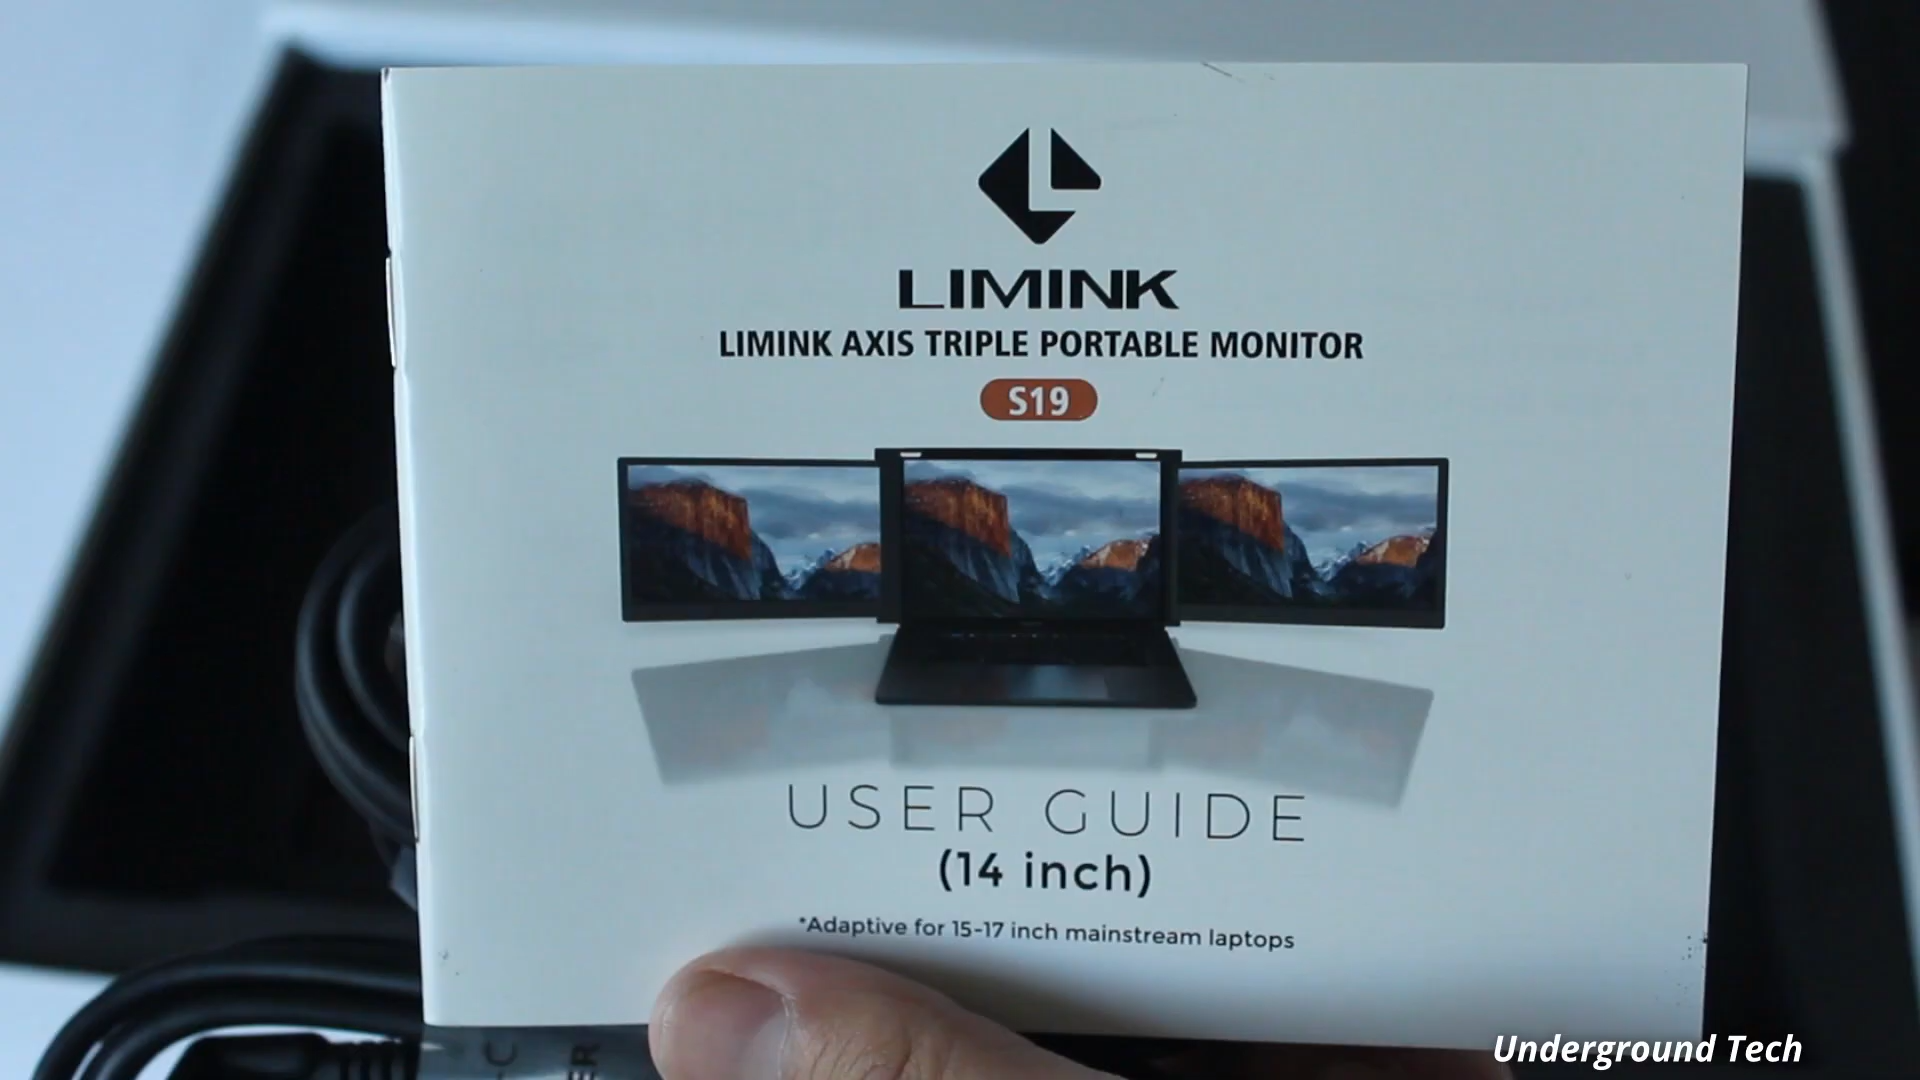 LIMINK
LIMINK AXIS TRIPLE PORTABLE MONITOR
S19
USER GUIDE
(14 inch)
*Adaptive for 15-17 inch mainstream laptops
Underground Tech